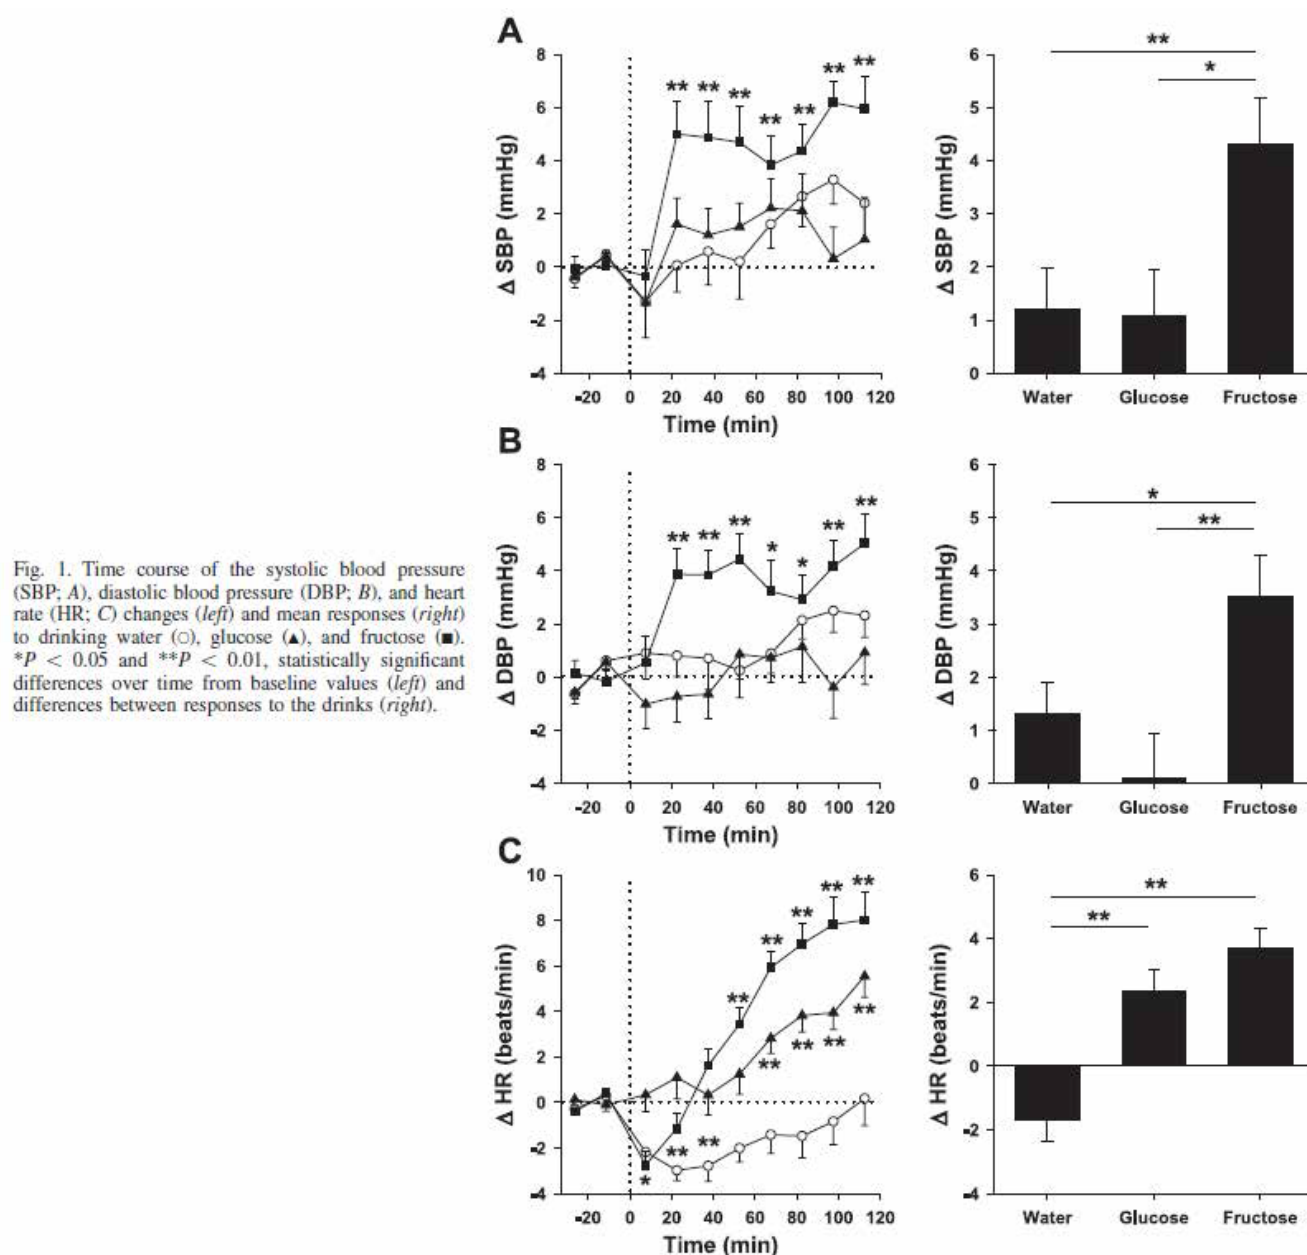 Fig. 1. Time course of the systolic blood pressure
(SBP; A), diastolic blood pressure (DBP; B), and heart
rate (HR; C) changes (left) and mean responses (right)
to drinking water (○), glucose (▲), and fructose (■).
*P < 0.05 and **P < 0.01, statistically significant
differences over time from baseline values (left) and
differences between responses to the drinks (right).
A
Δ SBP (mmHg)
8
6
4
2
0
-2
-4
** ** ** ** ** ** **
-20 0 20 40 60 80 100 120
Time (min)
Δ SBP (mmHg)
6
5
4
3
2
1
0
**
*
Water Glucose Fructose
B
Δ DBP (mmHg)
8
6
4
2
0
-2
-4
** ** ** * * ** **
-20 0 20 40 60 80 100 120
Time (min)
Δ DBP (mmHg)
6
5
4
3
2
1
0
*
**
Water Glucose Fructose
C
Δ HR (beats/min)
10
8
6
4
2
0
-2
-4
** ** ** ** **
** ** ** **
* ** **
-20 0 20 40 60 80 100 120
Time (min)
Δ HR (beats/min)
6
4
2
0
-2
-4
**
**
Water Glucose Fructose